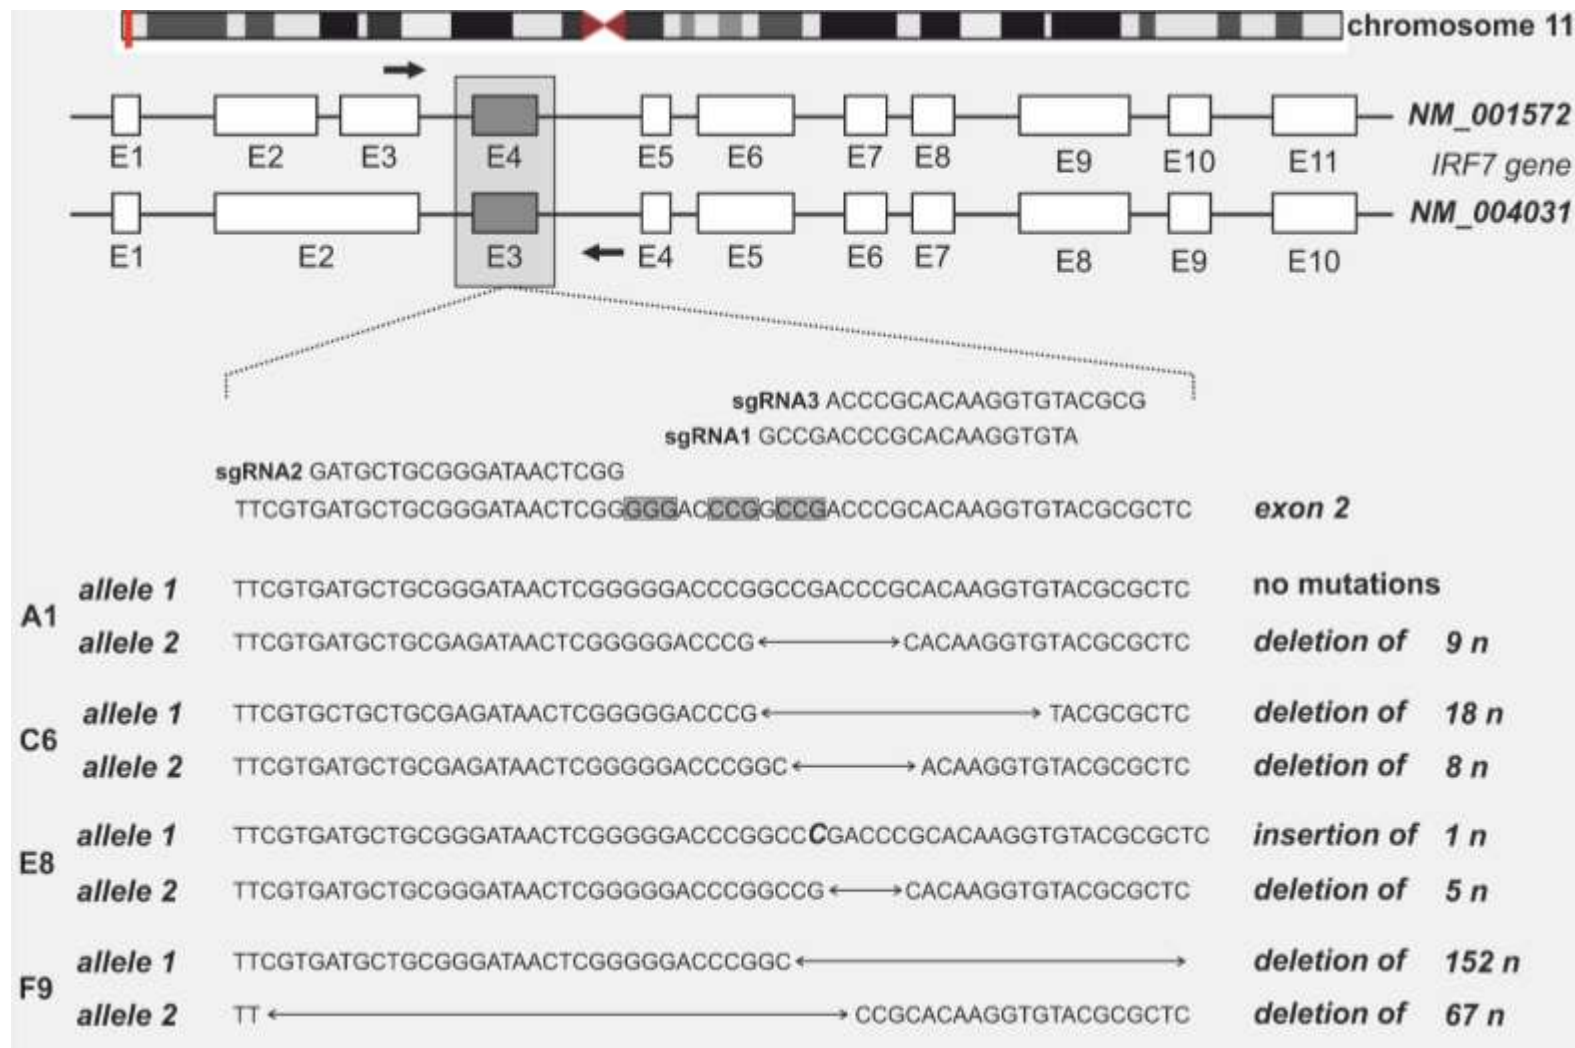 chromosome 11
NM_001572
E1 E2 E3 E4 E5 E6 E7 E8 E9 E10 E11
IRF7 gene
NM_004031
E1 E2 E3 E4 E5 E6 E7 E8 E9 E10
sgRNA3 ACCCGCACAAGGTGTACGCG
sgRNA1 GCCGACCCGCACAAGGTGTA
sgRNA2 GATGCTGCGGGATAACTCGG
TTCGTGATGCTGCGGGATAACTCGGGGGACCCGGCCGACCCGCACAAGGTGTACGCGCTC exon 2
A1
allele 1 TTCGTGATGCTGCGGGATAACTCGGGGGACCCGGCCGACCCGCACAAGGTGTACGCGCTC no mutations
allele 2 TTCGTGATGCTGCGAGATAACTCGGGGGACCCG CACAAGGTGTACGCGCTC deletion of 9 n
C6
allele 1 TTCGTGCTGCTGCGAGATAACTCGGGGGACCCG TACGCGCTC deletion of 18 n
allele 2 TTCGTGATGCTGCGAGATAACTCGGGGGACCCGGC ACAAGGTGTACGCGCTC deletion of 8 n
E8
allele 1 TTCGTGATGCTGCGGGATAACTCGGGGGACCCGGCCCGACCCGCACAAGGTGTACGCGCTC insertion of 1 n
allele 2 TTCGTGATGCTGCGGGATAACTCGGGGGACCCGGCCG CACAAGGTGTACGCGCTC deletion of 5 n
F9
allele 1 TTCGTGATGCTGCGGGATAACTCGGGGGACCCGGC deletion of 152 n
allele 2 TT CCGCACAAGGTGTACGCGCTC deletion of 67 n